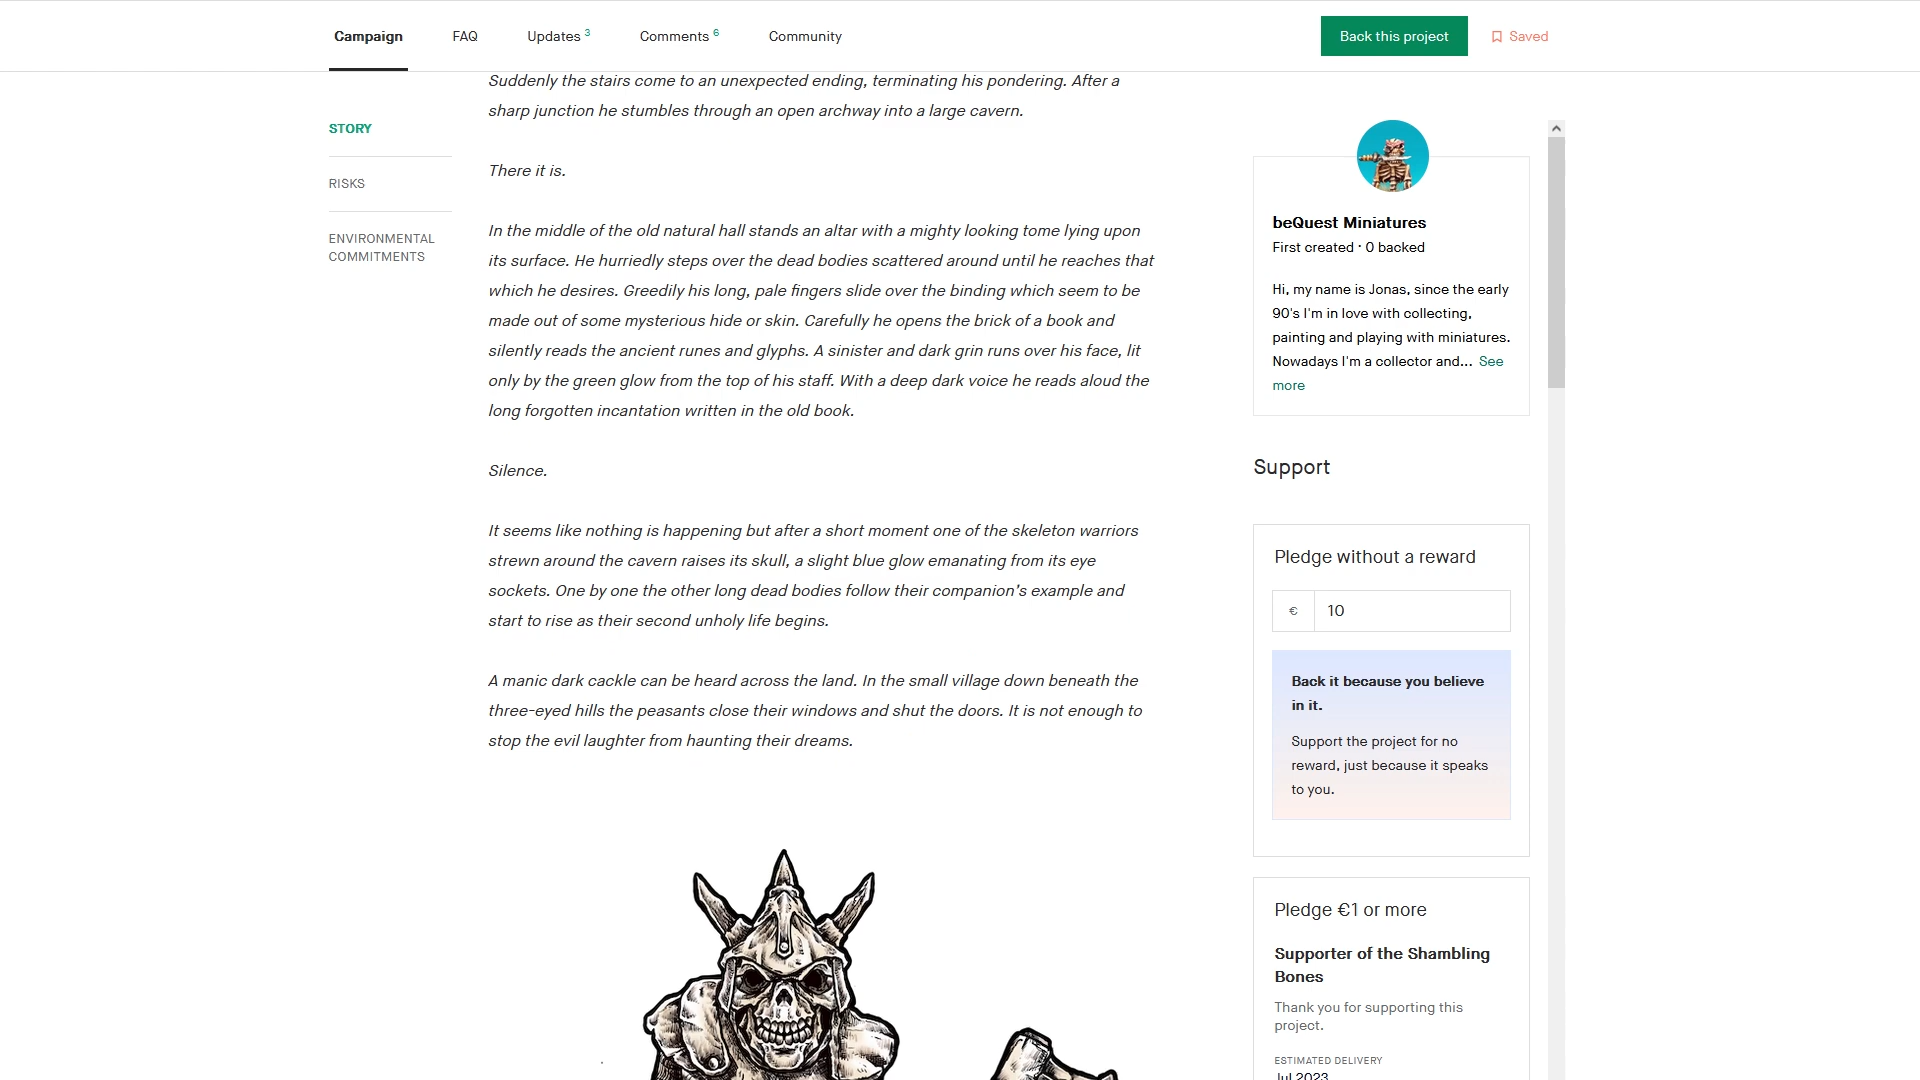 Campaign
FAQ
Updates 3
Comments 6
Community
Back this project
Saved
STORY
RISKS
ENVIRONMENTAL
COMMITMENTS
Suddenly the stairs come to an unexpected ending, terminating his pondering. After a
sharp junction he stumbles through an open archway into a large cavern.
There it is.
In the middle of the old natural hall stands an altar with a mighty looking tome lying upon
its surface. He hurriedly steps over the dead bodies scattered around until he reaches that
which he desires. Greedily his long, pale fingers slide over the binding which seem to be
made out of some mysterious hide or skin. Carefully he opens the brick of a book and
silently reads the ancient runes and glyphs. A sinister and dark grin runs over his face, lit
only by the green glow from the top of his staff. With a deep dark voice he reads aloud the
long forgotten incantation written in the old book.
Silence.
It seems like nothing is happening but after a short moment one of the skeleton warriors
strewn around the cavern raises its skull, a slight blue glow emanating from its eye
sockets. One by one the other long dead bodies follow their companion's example and
start to rise as their second unholy life begins.
A manic dark cackle can be heard across the land. In the small village down beneath the
three-eyed hills the peasants close their windows and shut the doors. It is not enough to
stop the evil laughter from haunting their dreams.
beQuest Miniatures
First created · 0 backed
Hi, my name is Jonas, since the early
90's I'm in love with collecting,
painting and playing with miniatures.
Nowadays I'm a collector and... See
more
Support
Pledge without a reward
€ 10
Back it because you believe
in it.
Support the project for no
reward, just because it speaks
to you.
Pledge €1 or more
Supporter of the Shambling
Bones
Thank you for supporting this
project.
ESTIMATED DELIVERY
Jul 2023